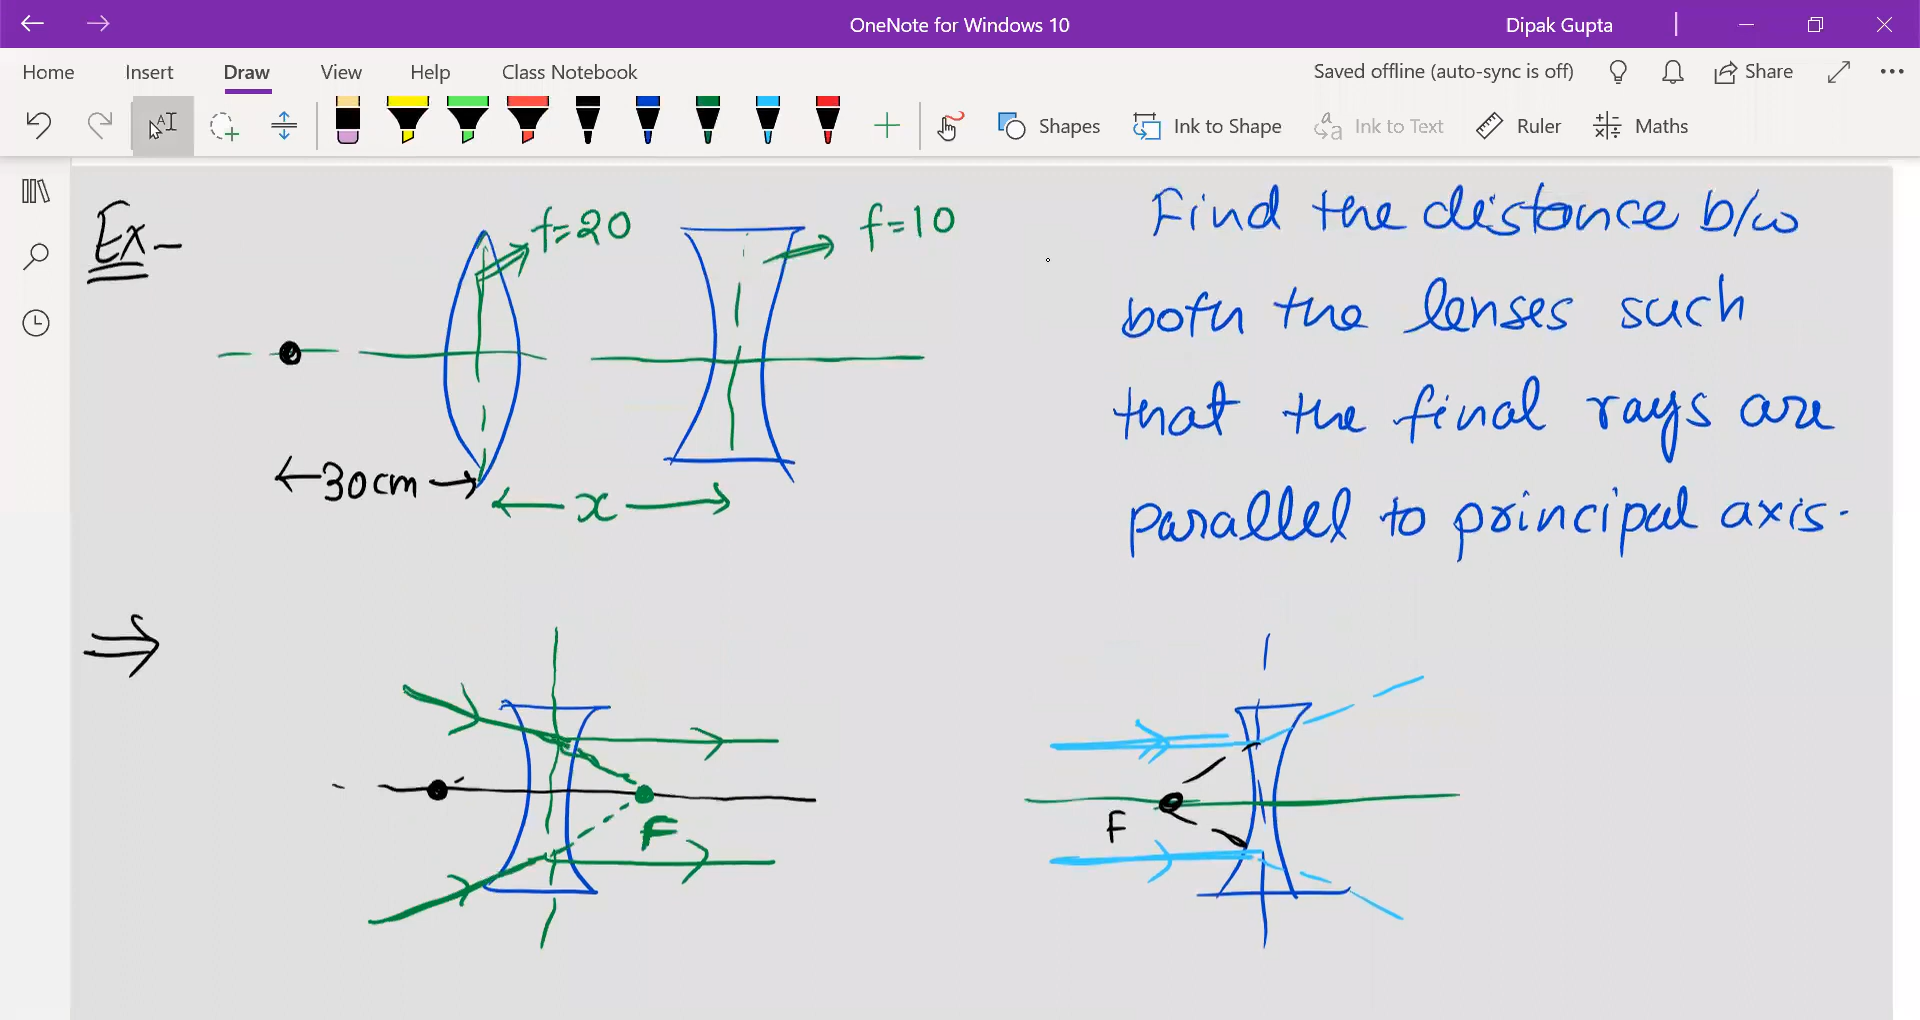 OneNote for Windows 10
Dipak Gupta
Home Insert Draw View Help Class Notebook
Saved offline (auto-sync is off) Share
Shapes Ink to Shape Ink to Text Ruler Maths
Ex-
f=20
f=10
30cm
x
Find the distance b/w
both the lenses such
that the final rays are
parallel to principal axis.
F
F